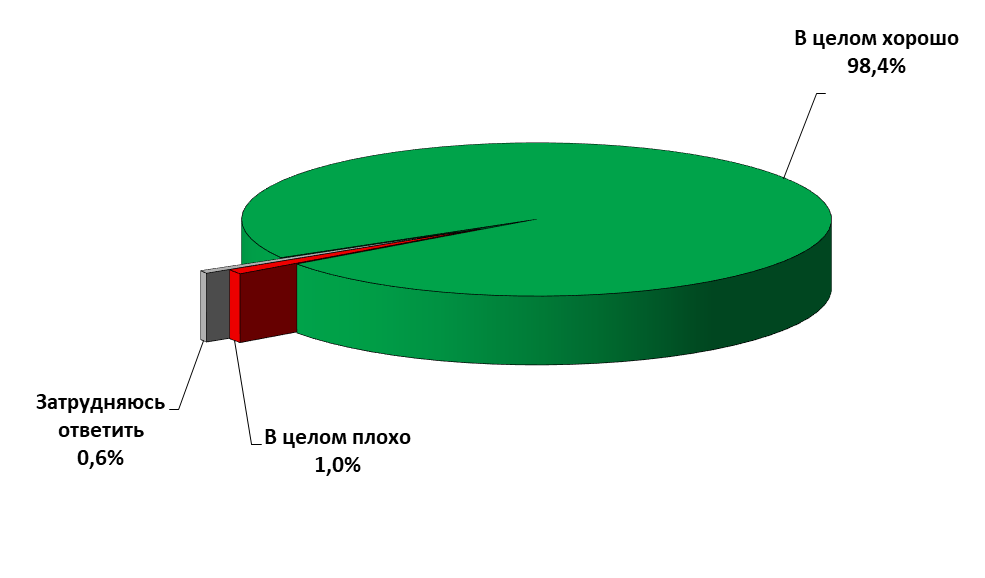 В целом хорошо
98,4%
Затрудняюсь
ответить
0,6%
В целом плохо
1,0%